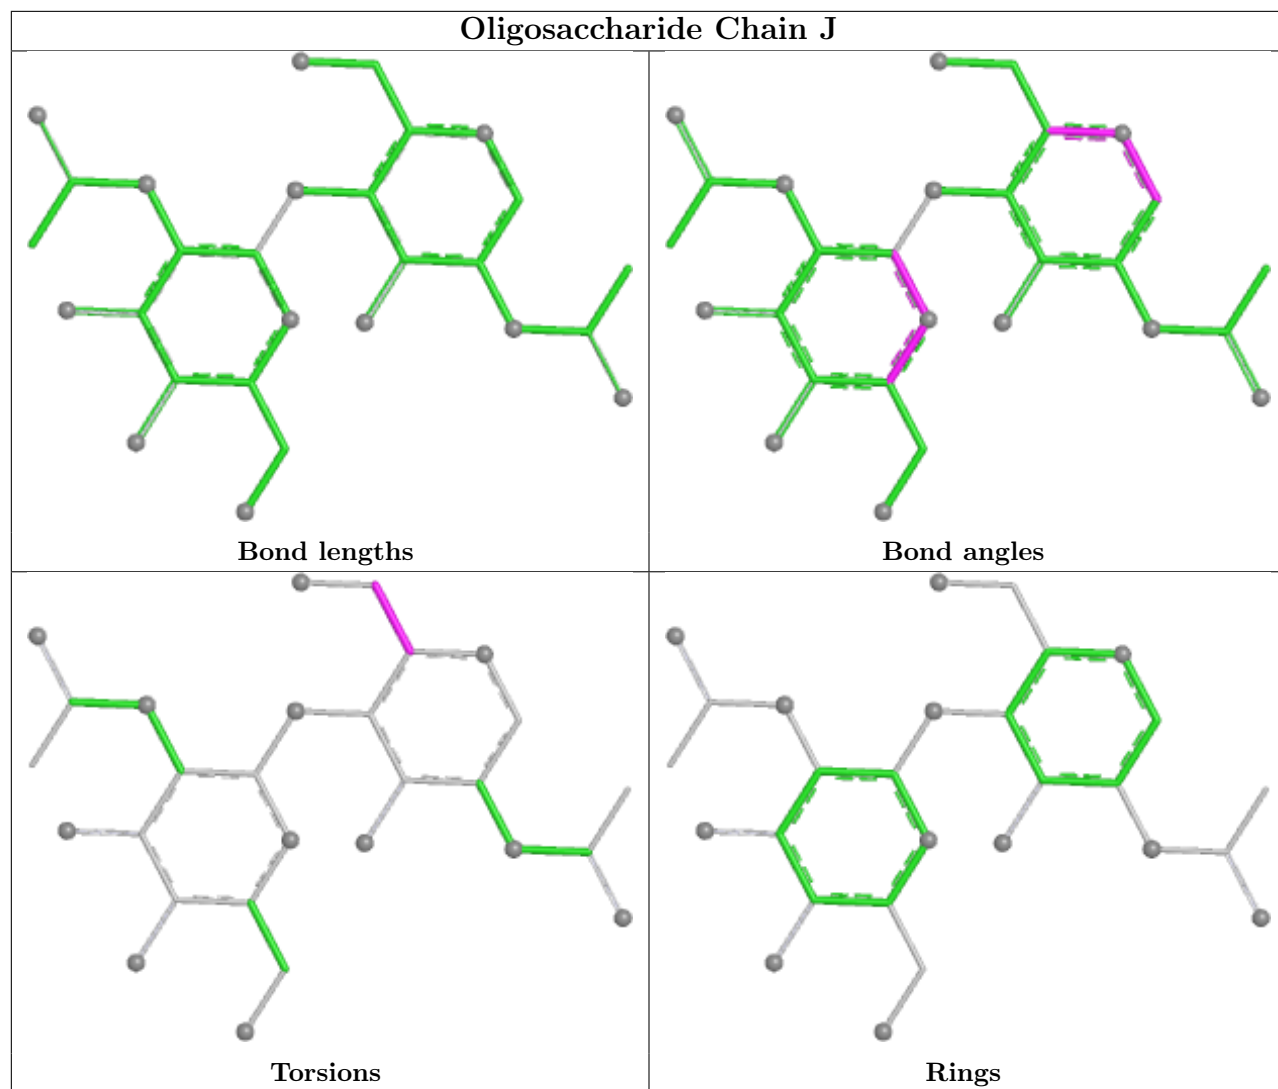 Oligosaccharide Chain J
Bond lengths
Bond angles
Torsions
Rings